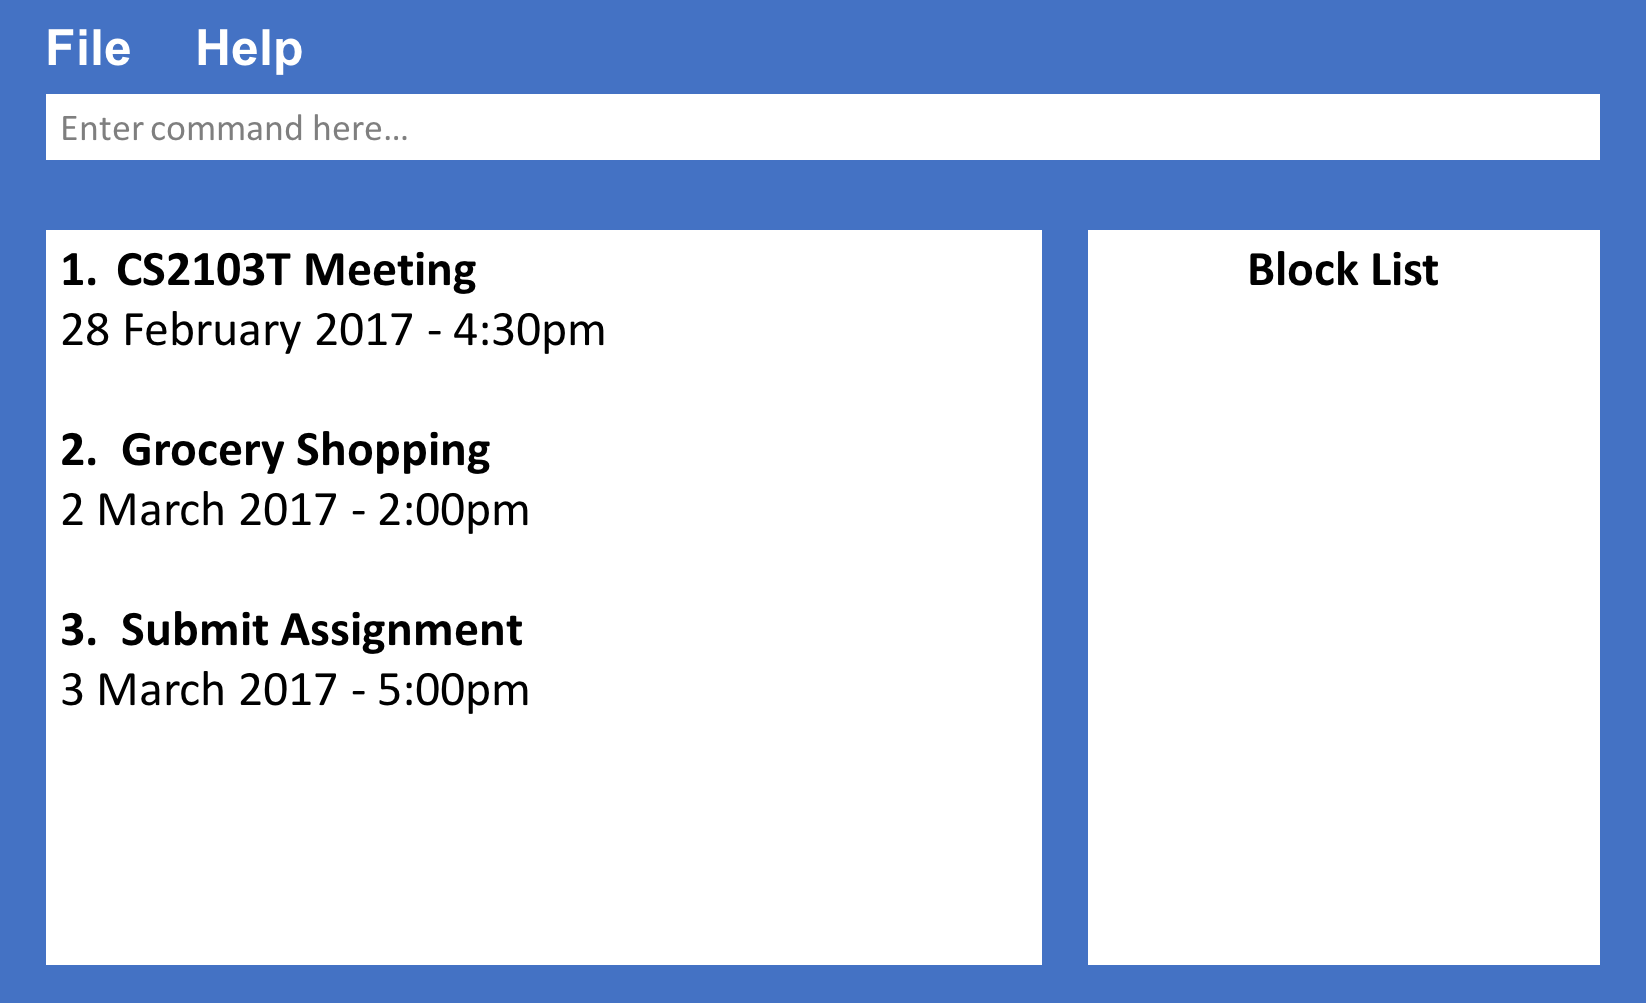 File Help
Enter command here...
1. CS2103T Meeting
28 February 2017 - 4:30pm
2. Grocery Shopping
2 March 2017 - 2:00pm
3. Submit Assignment
3 March 2017 - 5:00pm
Block List